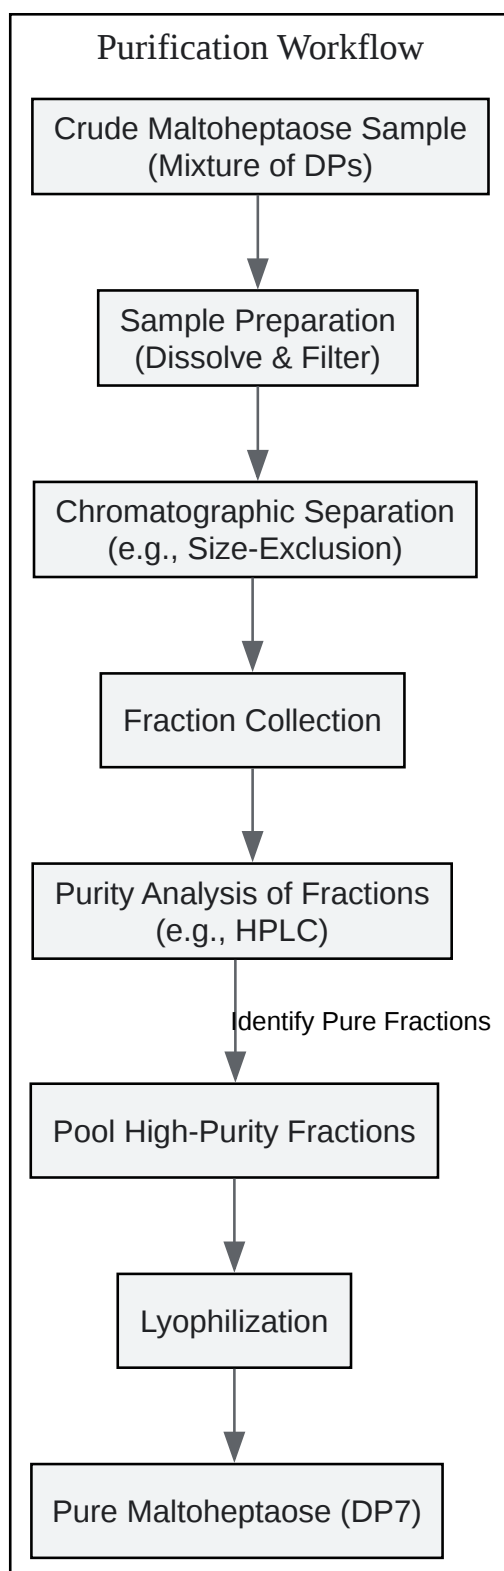 Purification Workflow
Crude Maltoheptaose Sample
(Mixture of DPs)
Sample Preparation
(Dissolve & Filter)
Chromatographic Separation
(e.g., Size-Exclusion)
Fraction Collection
Purity Analysis of Fractions
(e.g., HPLC)
Identify Pure Fractions
Pool High-Purity Fractions
Lyophilization
Pure Maltoheptaose (DP7)